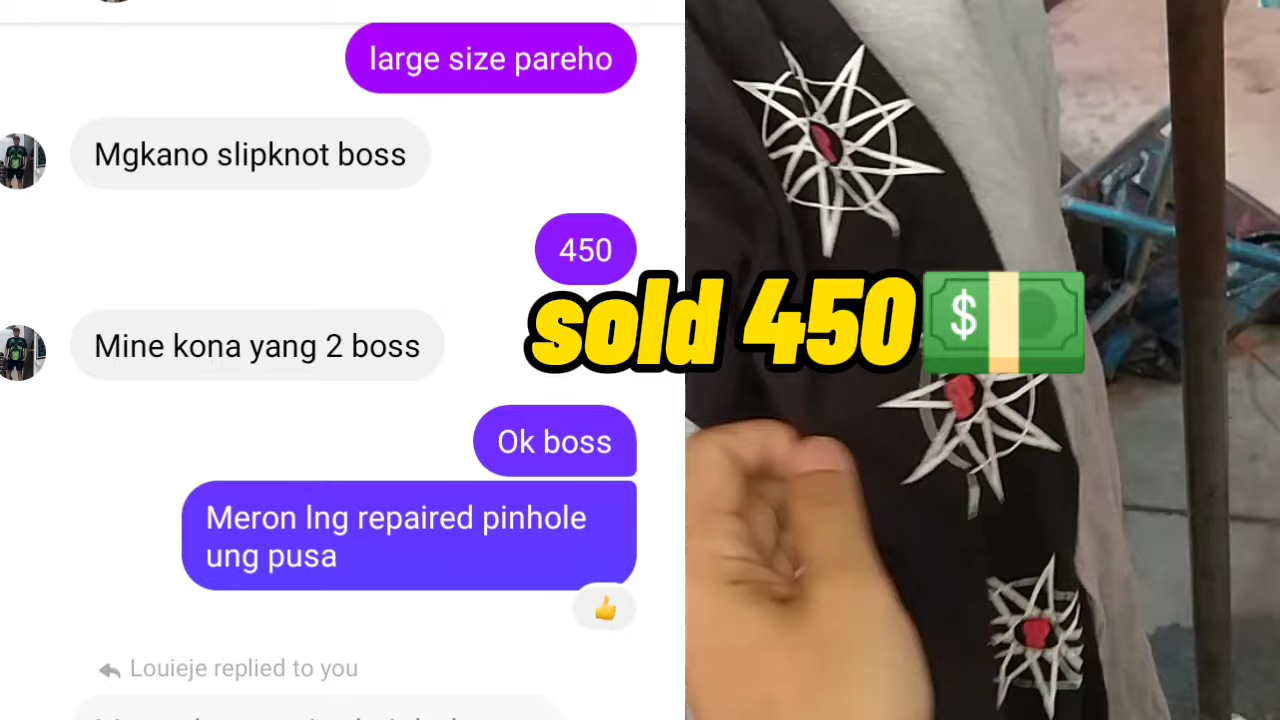 large size pareho
Mgkano slipknot boss
450
sold 450
Mine kona yang 2 boss
Ok boss
Meron lng repaired pinhole
ung pusa
Louieje replied to you